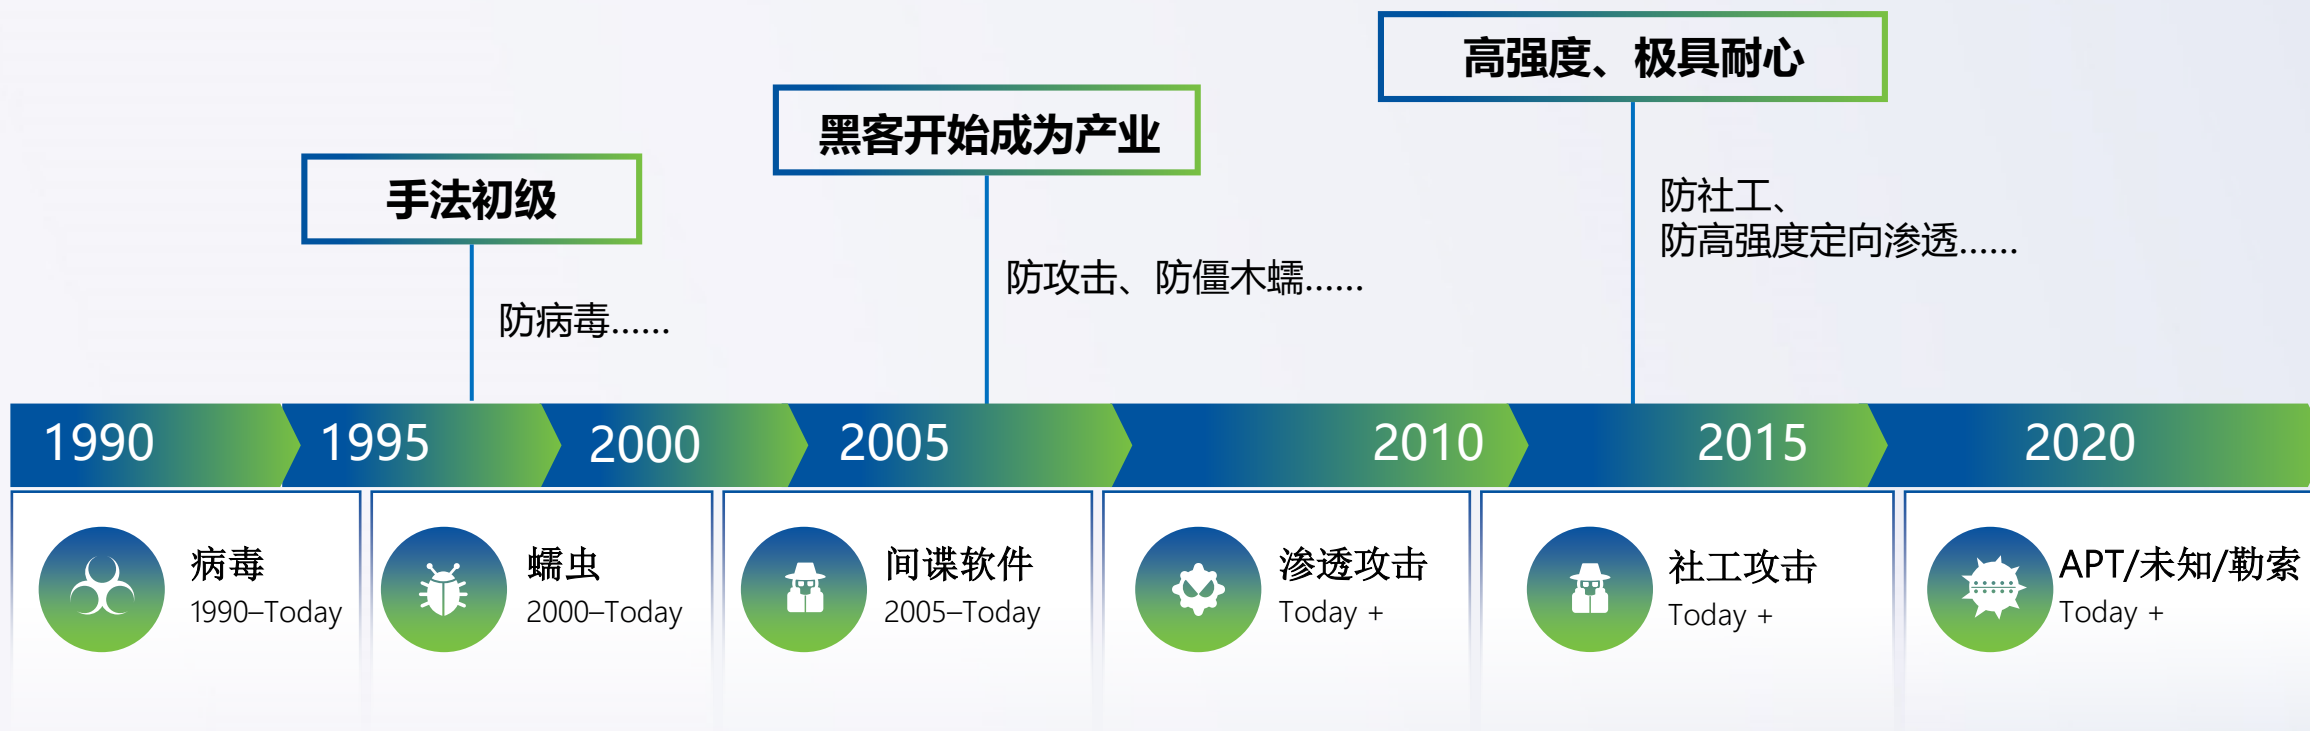 高强度、极具耐心
黑客开始成为产业
手法初级
防社工、
防高强度定向渗透......
防攻击、防僵木蠕......
防病毒......
1990
1995
2000
2005
2010
2015
2020
病毒
1990–Today
蠕虫
2000–Today
间谍软件
2005–Today
渗透攻击
Today +
社工攻击
Today +
APT/未知/勒索
Today +